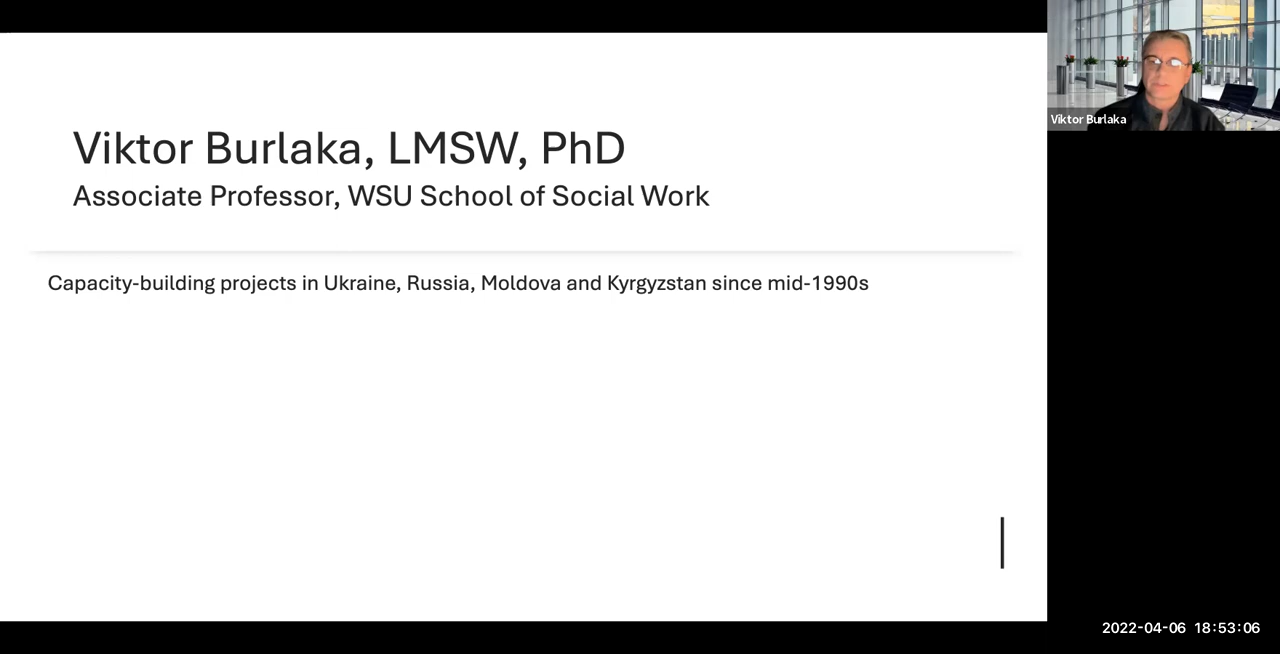 Viktor Burlaka, LMSW, PhD
Associate Professor, WSU School of Social Work
Capacity-building projects in Ukraine, Russia, Moldova and Kyrgyzstan since mid-1990s
Viktor Burlaka
2022-04-06 18:53:06